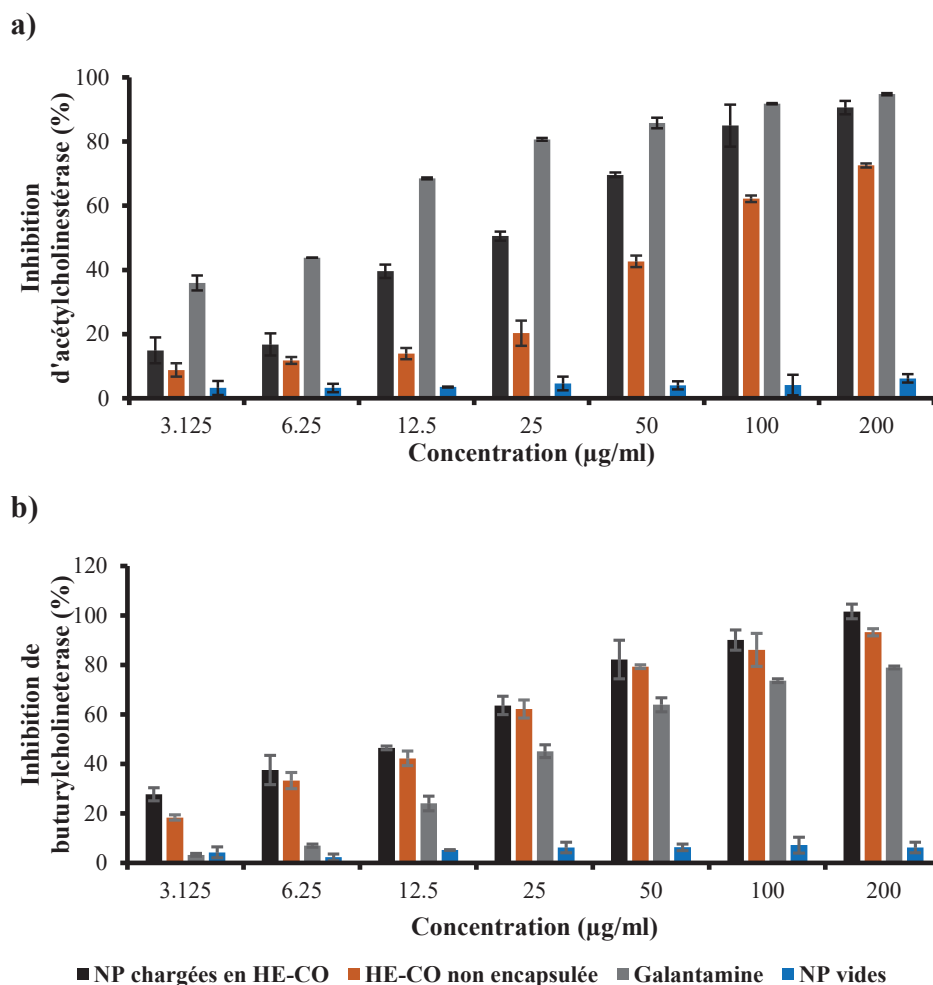 a)
Inhibition
d'acétylcholinestérase (%)
100
80
60
40
20
0
3.125 6.25 12.5 25 50 100 200
Concentration (µg/ml)
b)
Inhibition de
buturylcholineterase (%)
120
100
80
60
40
20
0
3.125 6.25 12.5 25 50 100 200
Concentration (µg/ml)
NP chargées en HE-CO HE-CO non encapsulée Galantamine NP vides